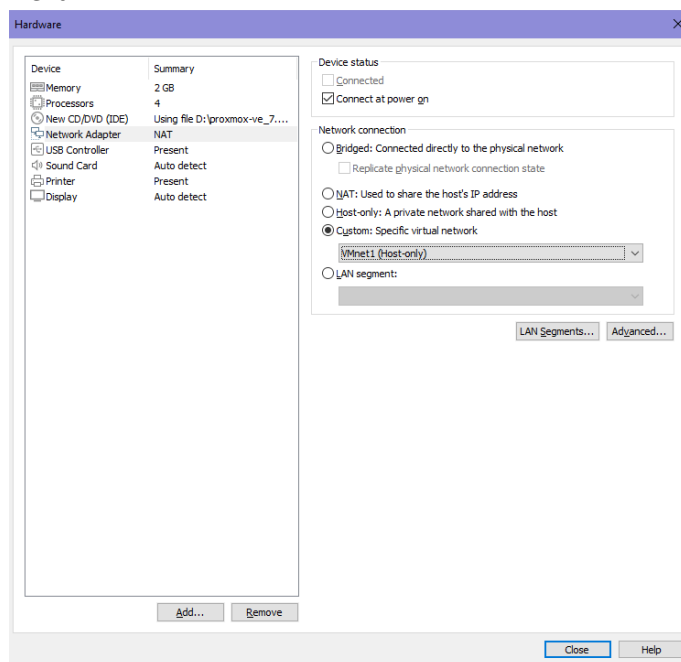 Hardware
Device Summary
Memory 2 GB
Processors 4
New CD/DVD (IDE) Using file D:\proxmox-ve_7....
Network Adapter NAT
USB Controller Present
Sound Card Auto detect
Printer Present
Display Auto detect
Add... Remove
Device status
Connected
Connect at power on
Network connection
Bridged: Connected directly to the physical network
Replicate physical network connection state
NAT: Used to share the host's IP address
Host-only: A private network shared with the host
Custom: Specific virtual network
VMnet1 (Host-only)
LAN segment:
LAN Segments... Advanced...
Close Help